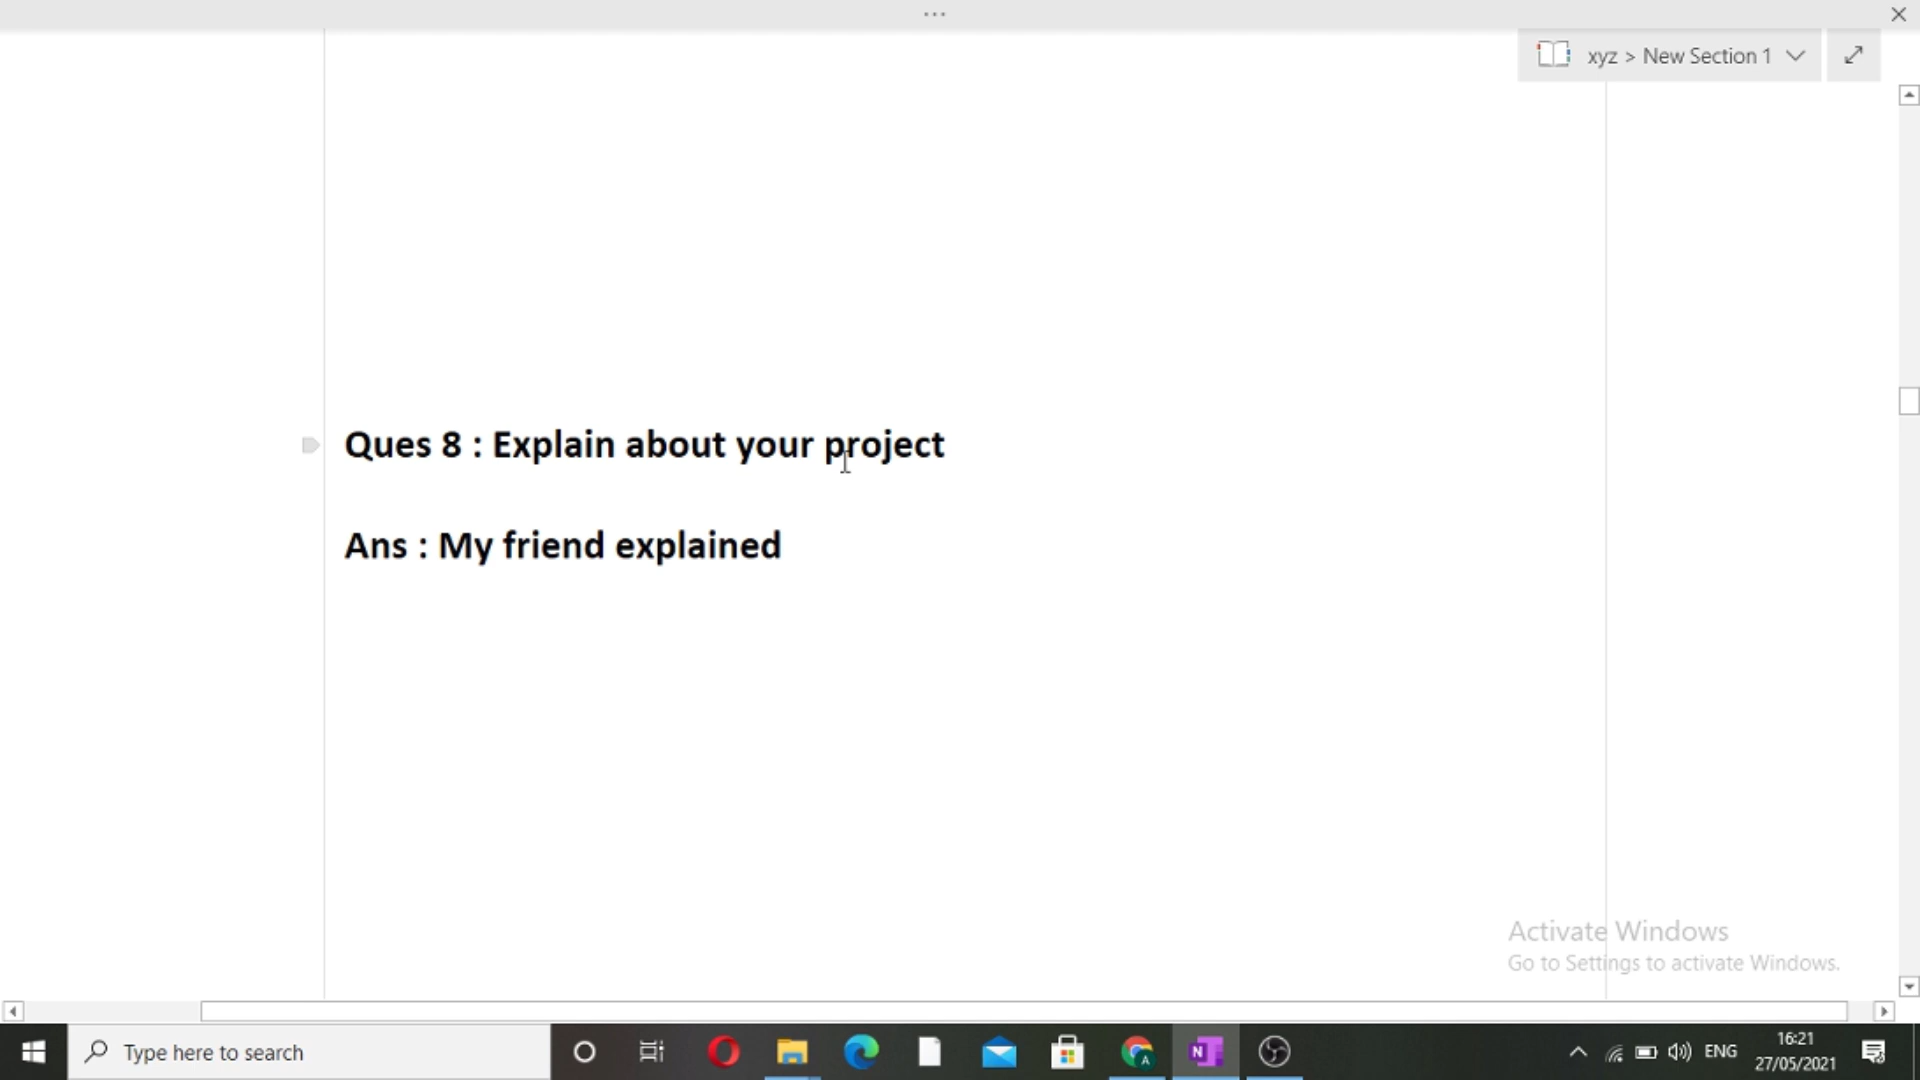 ...
xyz > New Section 1
Ques 8 : Explain about your project
Ans : My friend explained
Activate Windows
Go to Settings to activate Windows.
Type here to search
A
N
ENG
16:21
27/05/2021